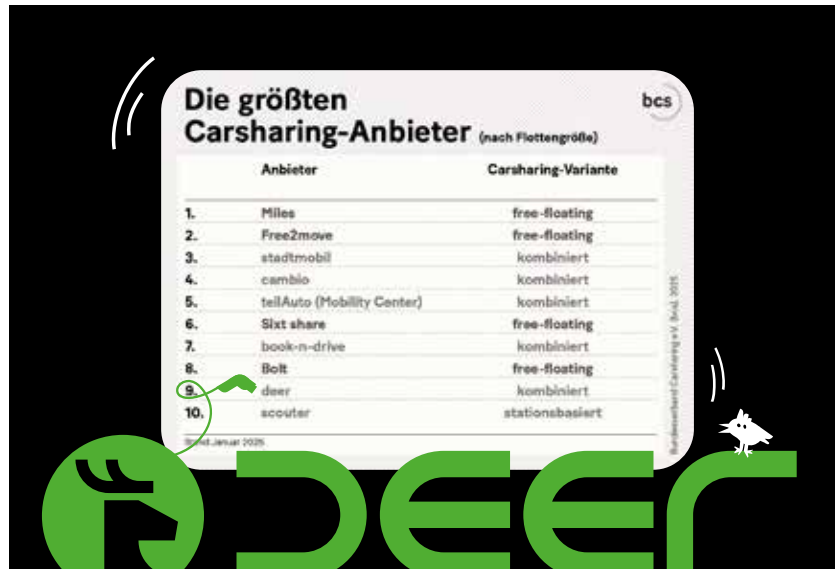 Die größten
Carsharing-Anbieter (nach Flottengröße)
bcs
Anbieter Carsharing-Variante
1. Miles free-floating
2. Free2move free-floating
3. stadtmobil kombiniert
4. cambio kombiniert
5. teilAuto (Mobility Center) kombiniert
6. Sixt share free-floating
7. book-n-drive kombiniert
8. Bolt free-floating
9. deer kombiniert
10. scouter stationsbasiert
Stand Januar 2025
Bundesverband Carsharing e.V. (bcs), 2025
DEER